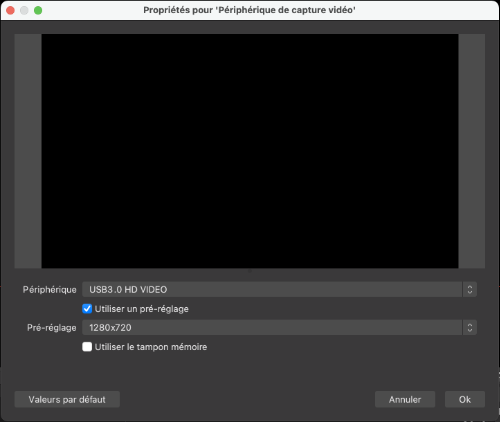 Propriétés pour 'Périphérique de capture vidéo'
Périphérique
USB3.0 HD VIDEO
Utiliser un pré-réglage
Pré-réglage
1280x720
Utiliser le tampon mémoire
Valeurs par défaut
Annuler
Ok